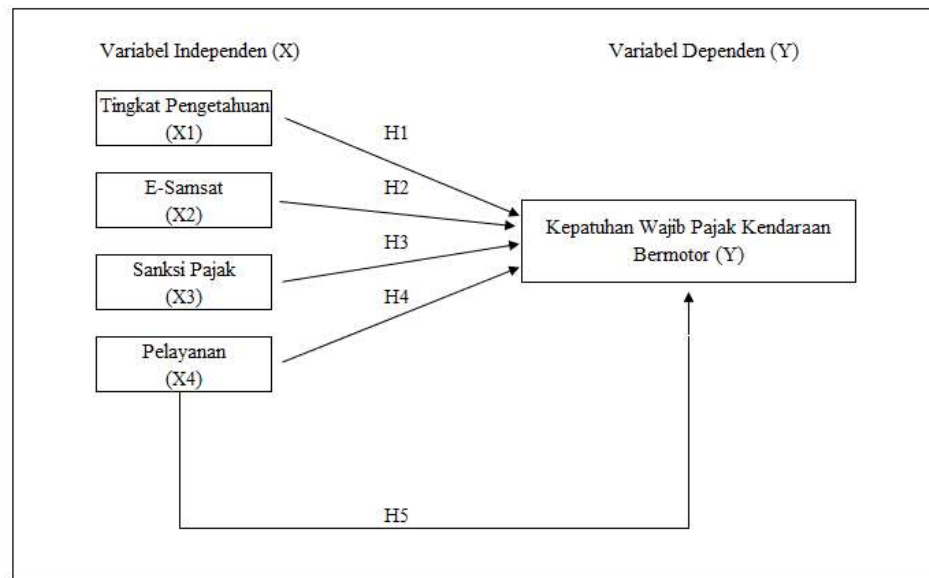 Variabel Independen (X)
Variabel Dependen (Y)
Tingkat Pengetahuan
(X1)
E-Samsat
(X2)
Sanksi Pajak
(X3)
Pelayanan
(X4)
H1
H2
H3
H4
Kepatuhan Wajib Pajak Kendaraan
Bermotor (Y)
H5